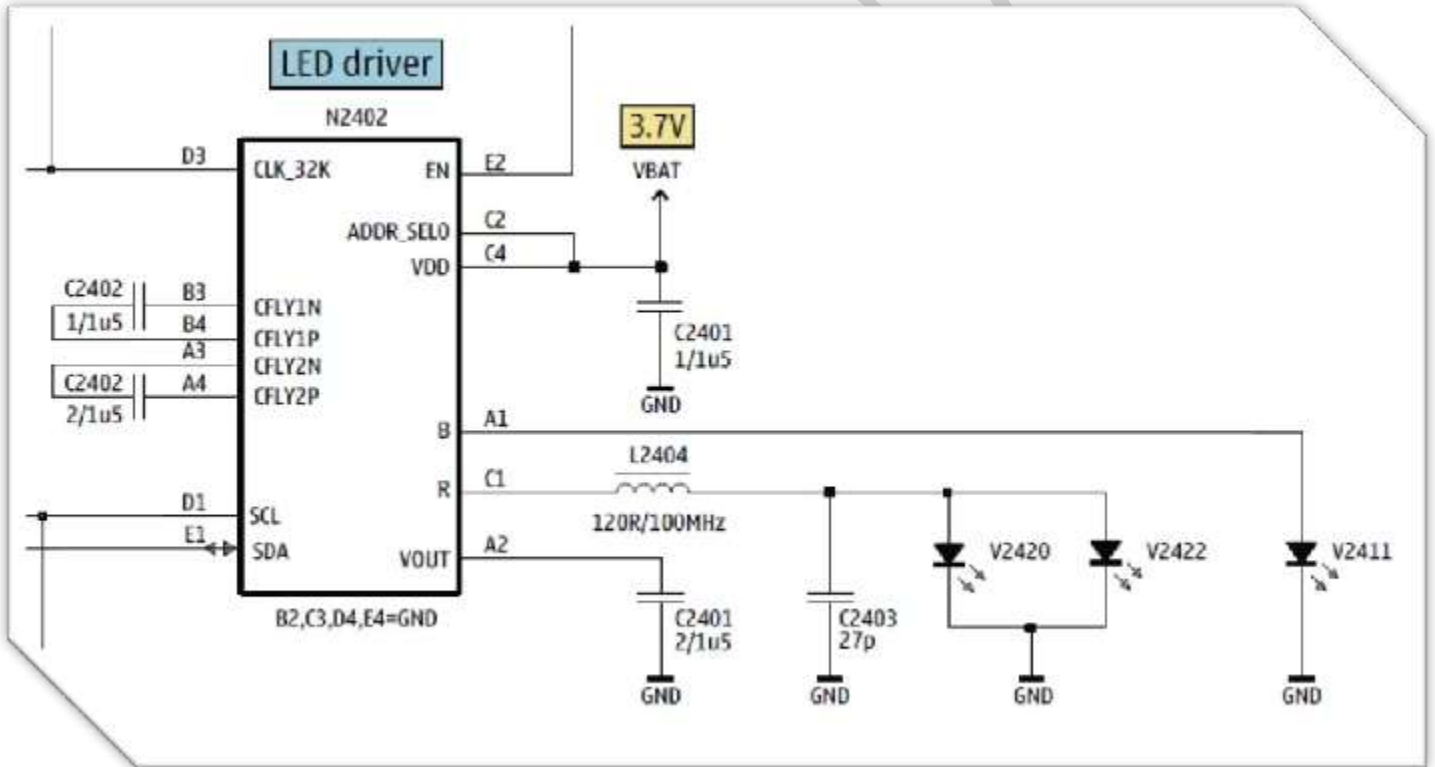 LED driver
N2402
3.7V
VBAT
D3
CLK_32K
EN
E2
ADDR_SEL0
C2
VDD
C4
C2402
1/1u5
B3
CFLY1N
B4
CFLY1P
A3
CFLY2N
C2402
2/1u5
A4
CFLY2P
C2401
1/1u5
GND
B
A1
L2404
R
C1
120R/100MHz
D1
SCL
E1
SDA
VOUT
A2
V2420
V2422
V2411
B2,C3,D4,E4=GND
C2401
2/1u5
C2403
27p
GND
GND
GND
GND